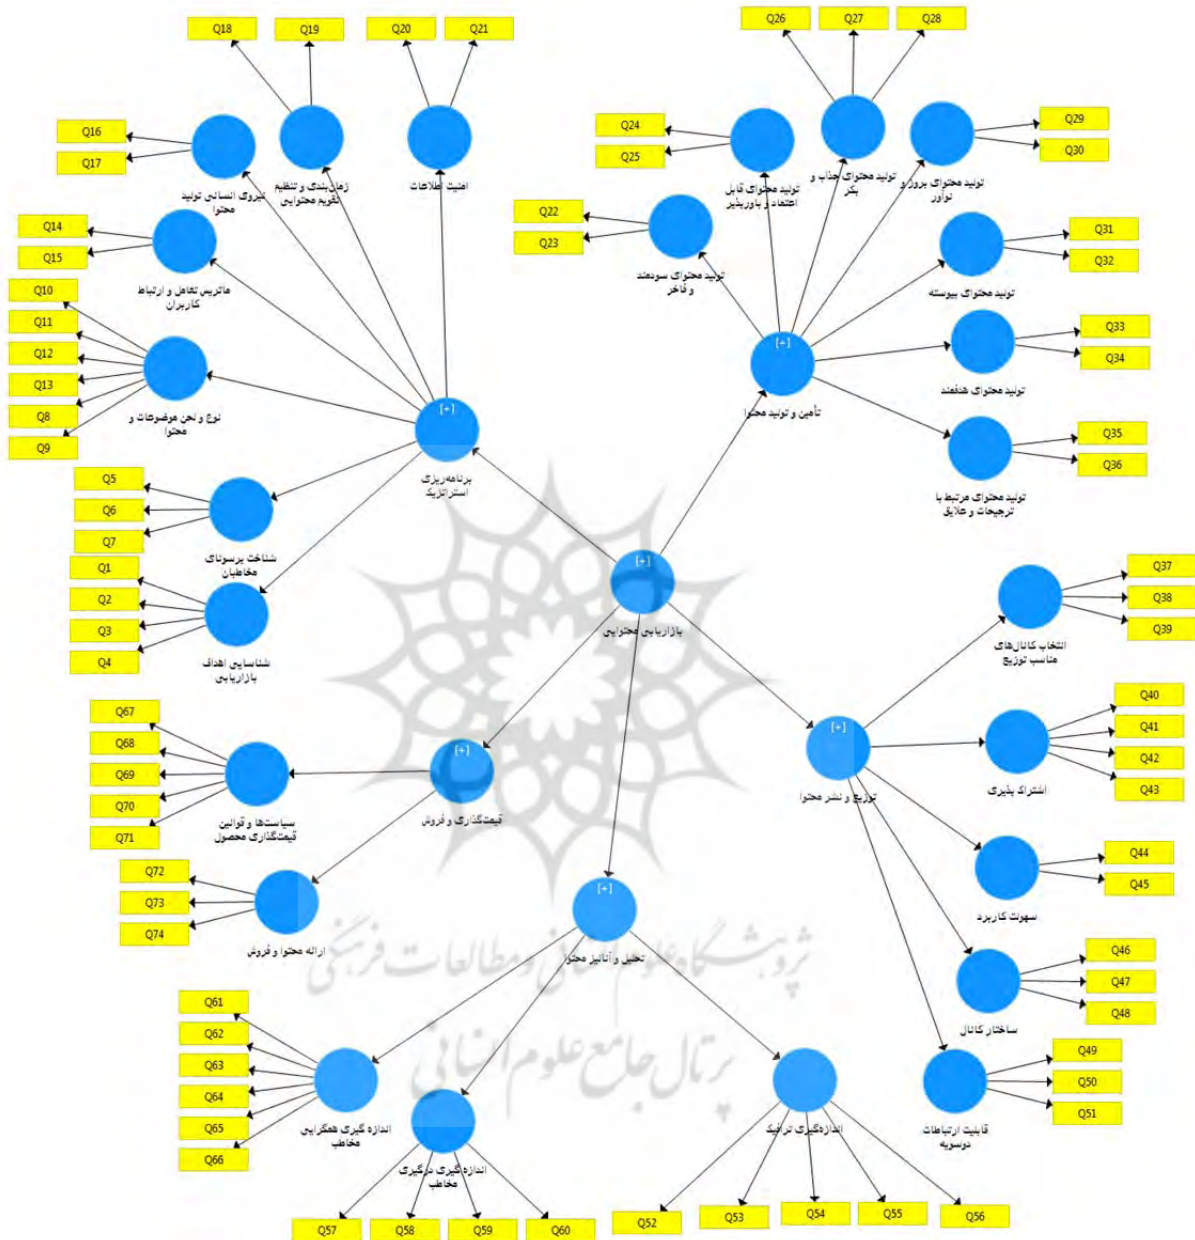 Q18
Q19
Q20
Q21
Q26
Q27
Q28
Q16
Q17
Q24
Q25
Q29
Q30
نیروی انسانی تولید
محتوا
زمان‌بندی و تنظیم
تقویم محتوایی
امنیت اطلاعات
تولید محتوای قابل
اعتماد و باورپذیر
تولید محتوای جذاب و
بکر
تولید محتوای بروز و
نوآور
Q14
Q15
Q22
Q23
Q31
Q32
ماتریس تعامل و ارتباط
کاربران
تولید محتوای سودمند
و فاخر
تولید محتوای پیوسته
Q10
Q11
Q12
Q13
Q8
Q9
نوع و لحن موضوعات و
محتوا
[+]
برنامه‌ریزی
استراتژیک
[+]
تأمین و تولید محتوا
Q33
Q34
تولید محتوای هدفمند
Q35
Q36
تولید محتوای مرتبط با
ترجیحات و علایق
Q5
Q6
Q7
شناخت پرسونای
مخاطبان
Q1
Q2
Q3
Q4
شناسایی اهداف
بازاریابی
[+]
بازاریابی محتوایی
Q37
Q38
Q39
انتخاب کانال‌های
مناسب توزیع
Q67
Q68
Q69
Q70
Q71
سیاست‌ها و قوانین
قیمت‌گذاری محصول
[+]
قیمت‌گذاری و فروش
[+]
توزیع و نشر محتوا
Q40
Q41
Q42
Q43
اشتراک پذیری
Q72
Q73
Q74
ارائه محتوا و فروش
[+]
تحلیل و آنالیز محتوا
Q44
Q45
سهولت کاربرد
پژوهشگاه علوم انسانی و مطالعات فرهنگی
Q46
Q47
Q48
ساختار کانال
پرتال جامع علوم انسانی
Q61
Q62
Q63
Q64
Q65
Q66
اندازه گیری همگرایی
مخاطب
اندازه گیری درگیری
مخاطب
اندازه‌گیری ترافیک
Q49
Q50
Q51
قابلیت ارتباطات
دوسویه
Q57
Q58
Q59
Q60
Q52
Q53
Q54
Q55
Q56